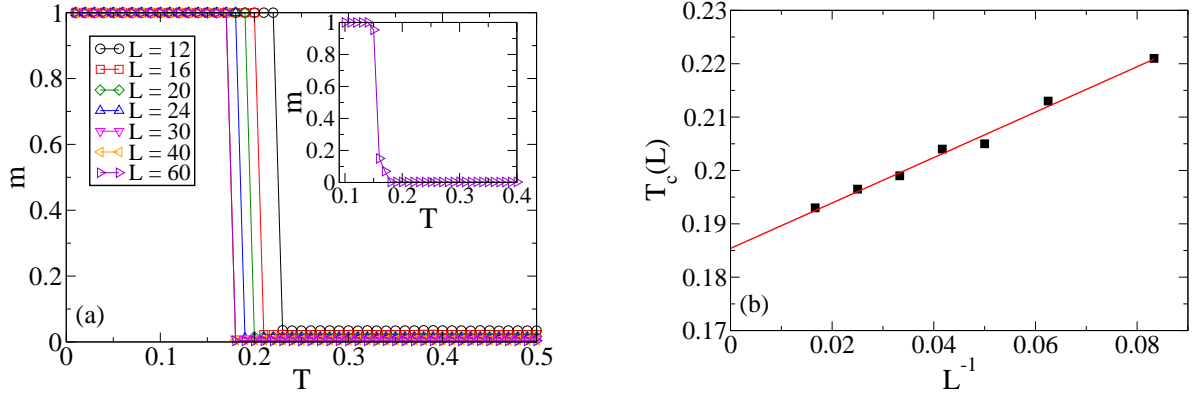 1
0.8
0.6
0.4
0.2
0
m
0 0.1 0.2 0.3 0.4 0.5
T
(a)
L = 12
L = 16
L = 20
L = 24
L = 30
L = 40
L = 60
1
0.8
0.6
0.4
0.2
0
m
0.1 0.2 0.3 0.4
T
0.23
0.22
0.21
0.20
0.19
0.18
0.17
T_c(L)
0 0.02 0.04 0.06 0.08
L^-1
(b)